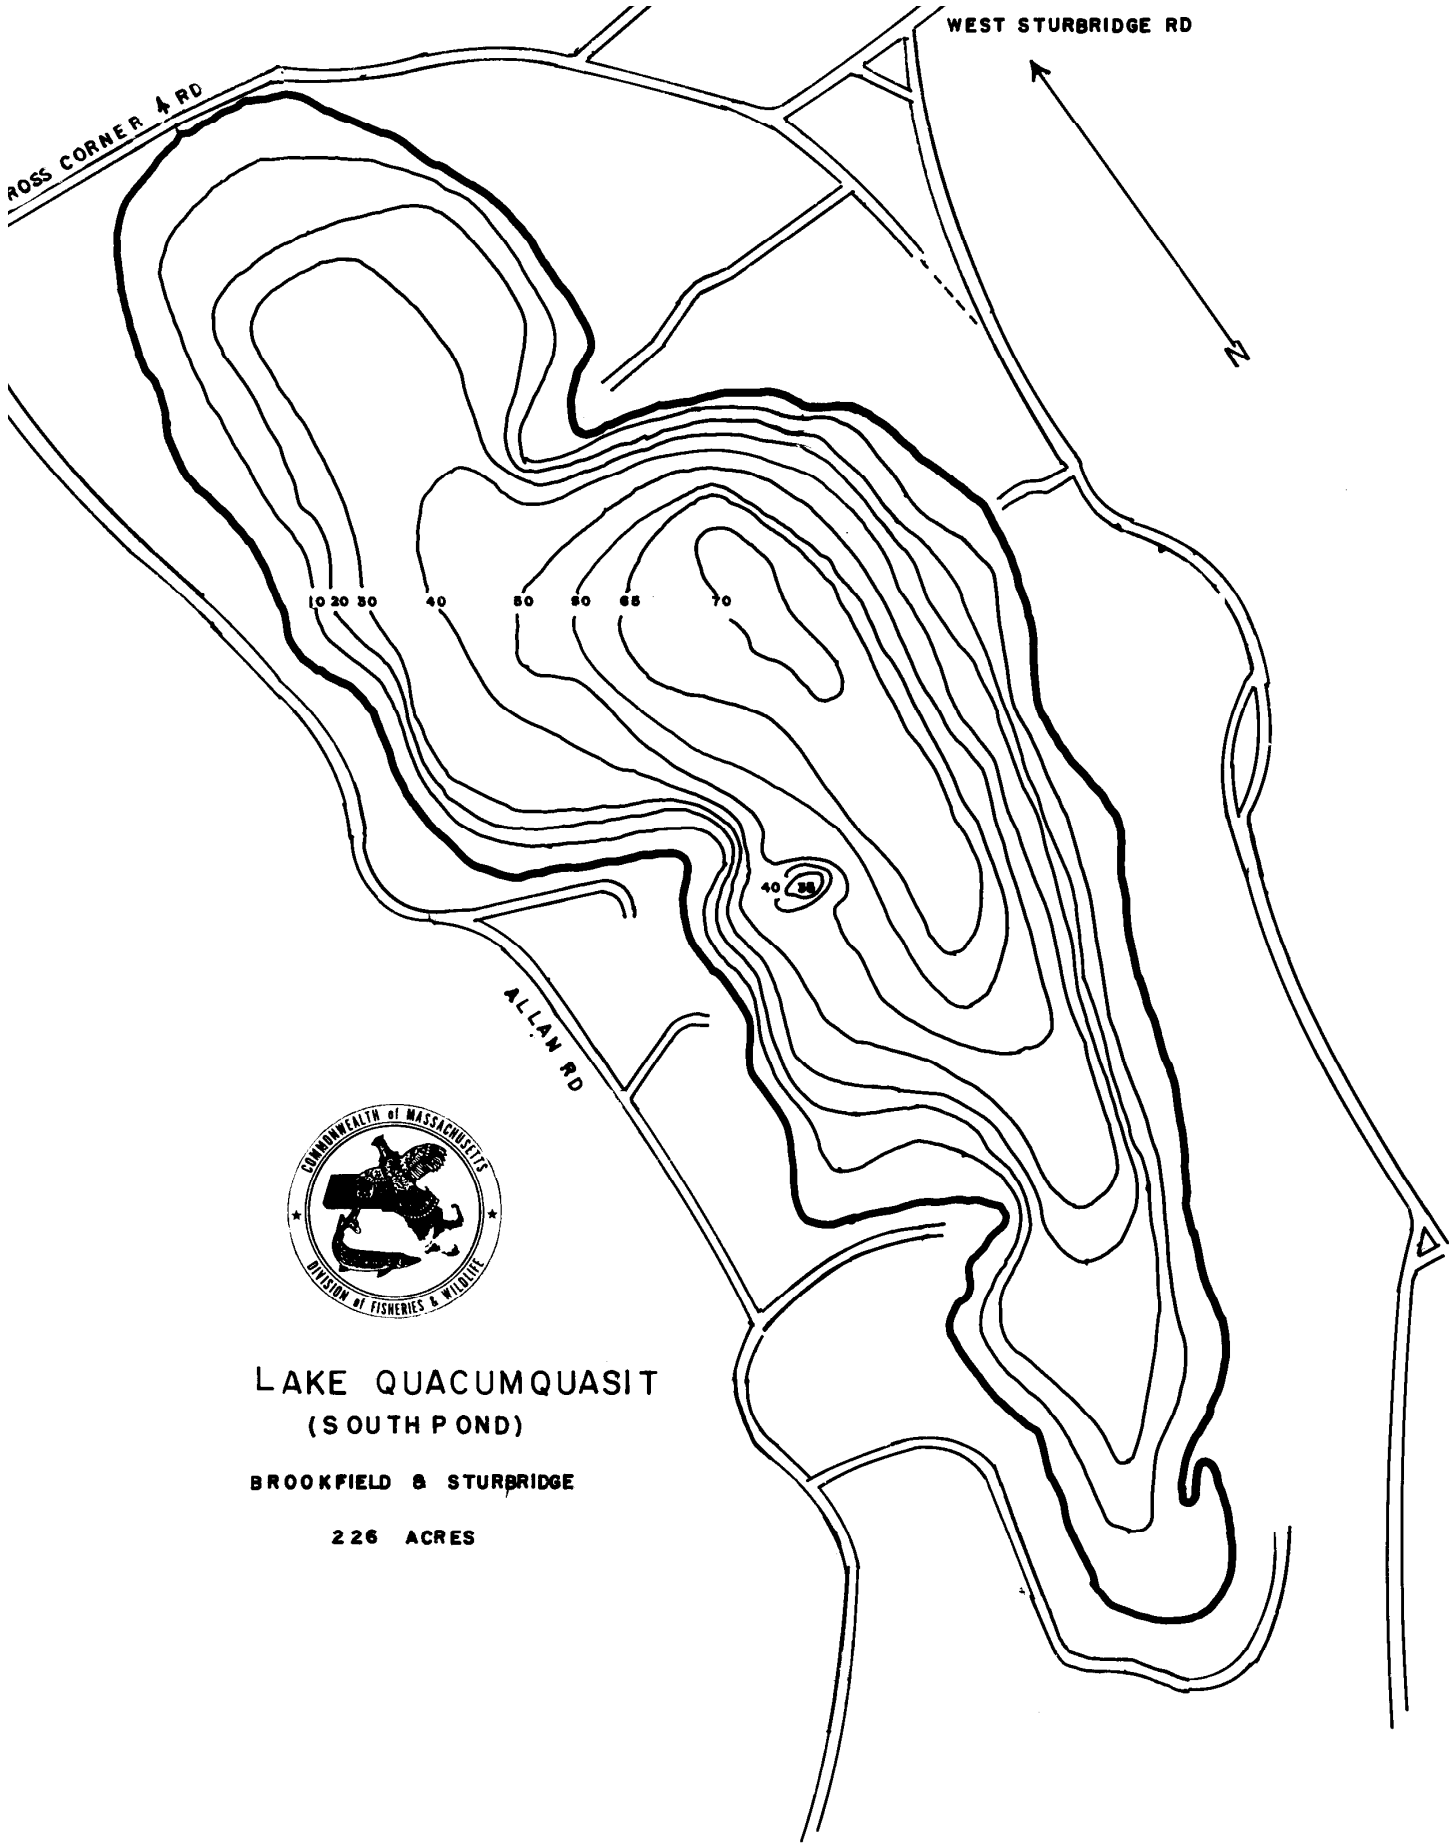 WEST STURBRIDGE RD
ROSS CORNER RD
N
10 20 30 40 50 60 65 70
40 35
ALLAN RD
COMMONWEALTH of MASSACHUSETTS
DIVISION of FISHERIES & WILDLIFE
LAKE QUACUMQUASIT
(SOUTH POND)
BROOKFIELD & STURBRIDGE
226 ACRES